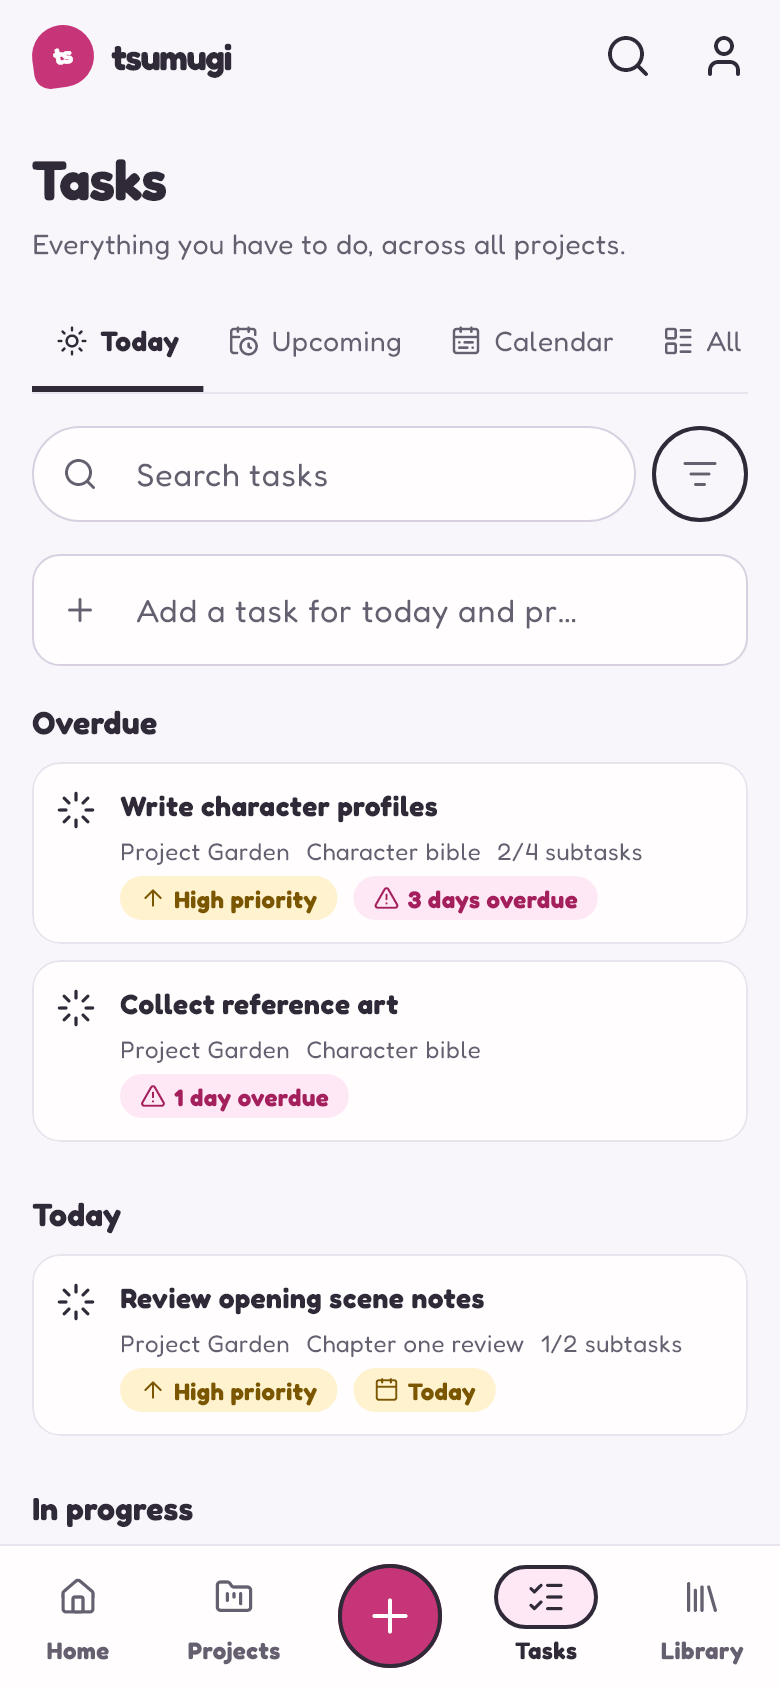 ts tsumugi
Tasks
Everything you have to do, across all projects.
Today Upcoming Calendar All
Search tasks
Add a task for today and pr...
Overdue
Write character profiles
Project Garden Character bible 2/4 subtasks
High priority 3 days overdue
Collect reference art
Project Garden Character bible
1 day overdue
Today
Review opening scene notes
Project Garden Chapter one review 1/2 subtasks
High priority Today
In progress
Home Projects Tasks Library